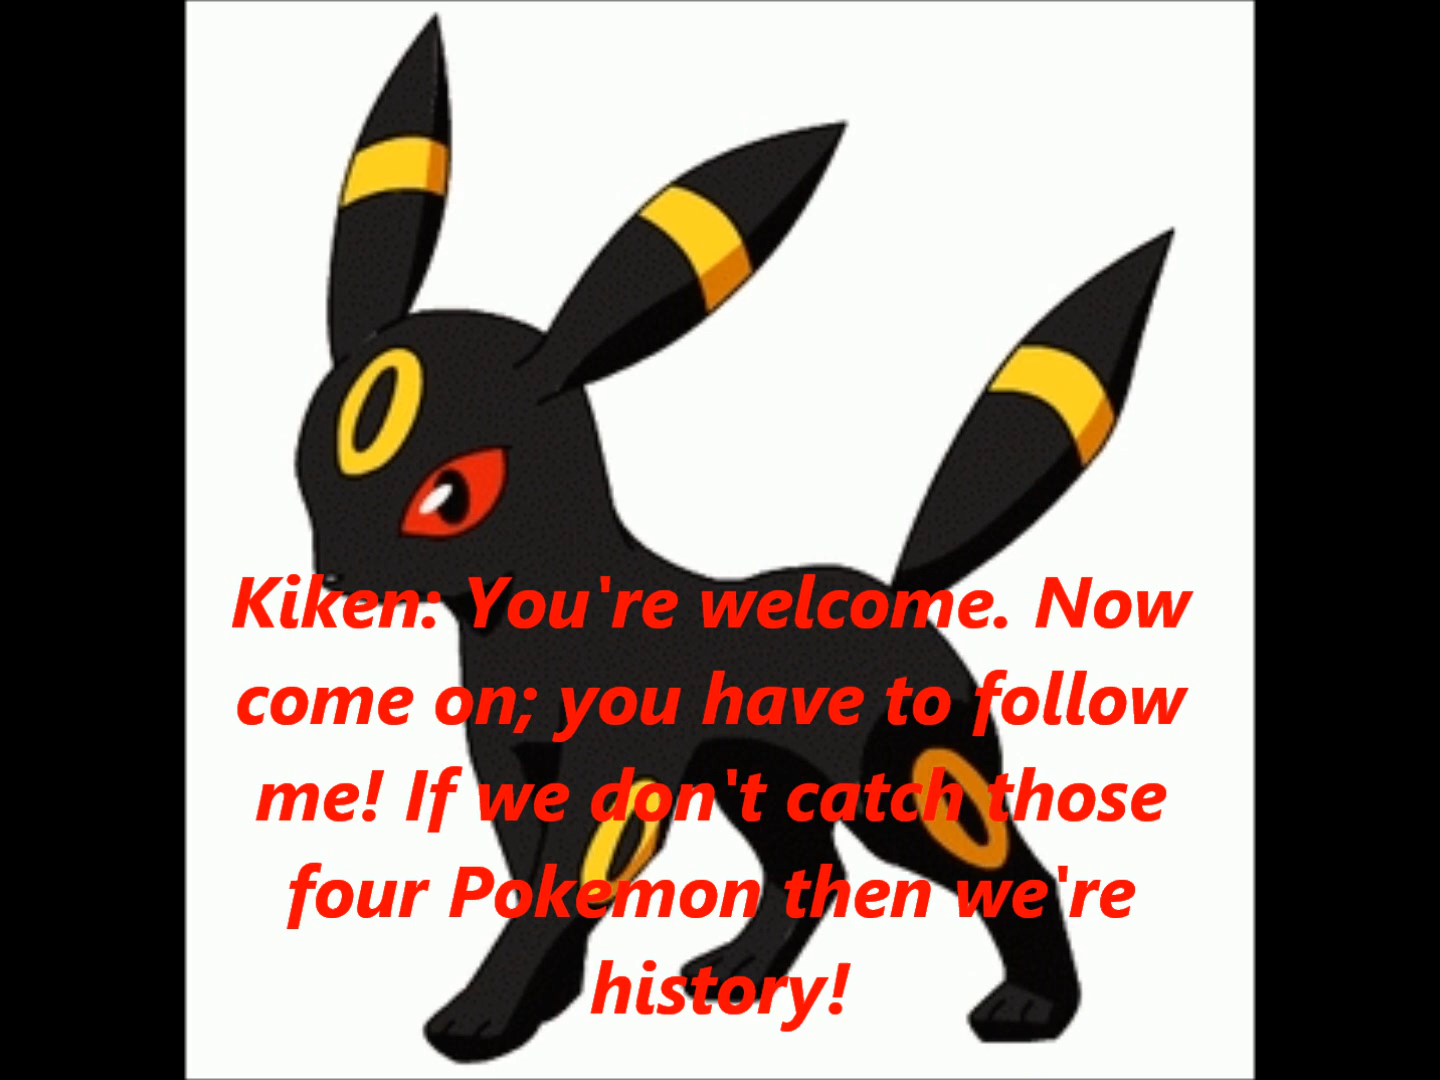 Kiken: You're welcome. Now
come on; you have to follow
me! If we don't catch those
four Pokemon then we're
history!